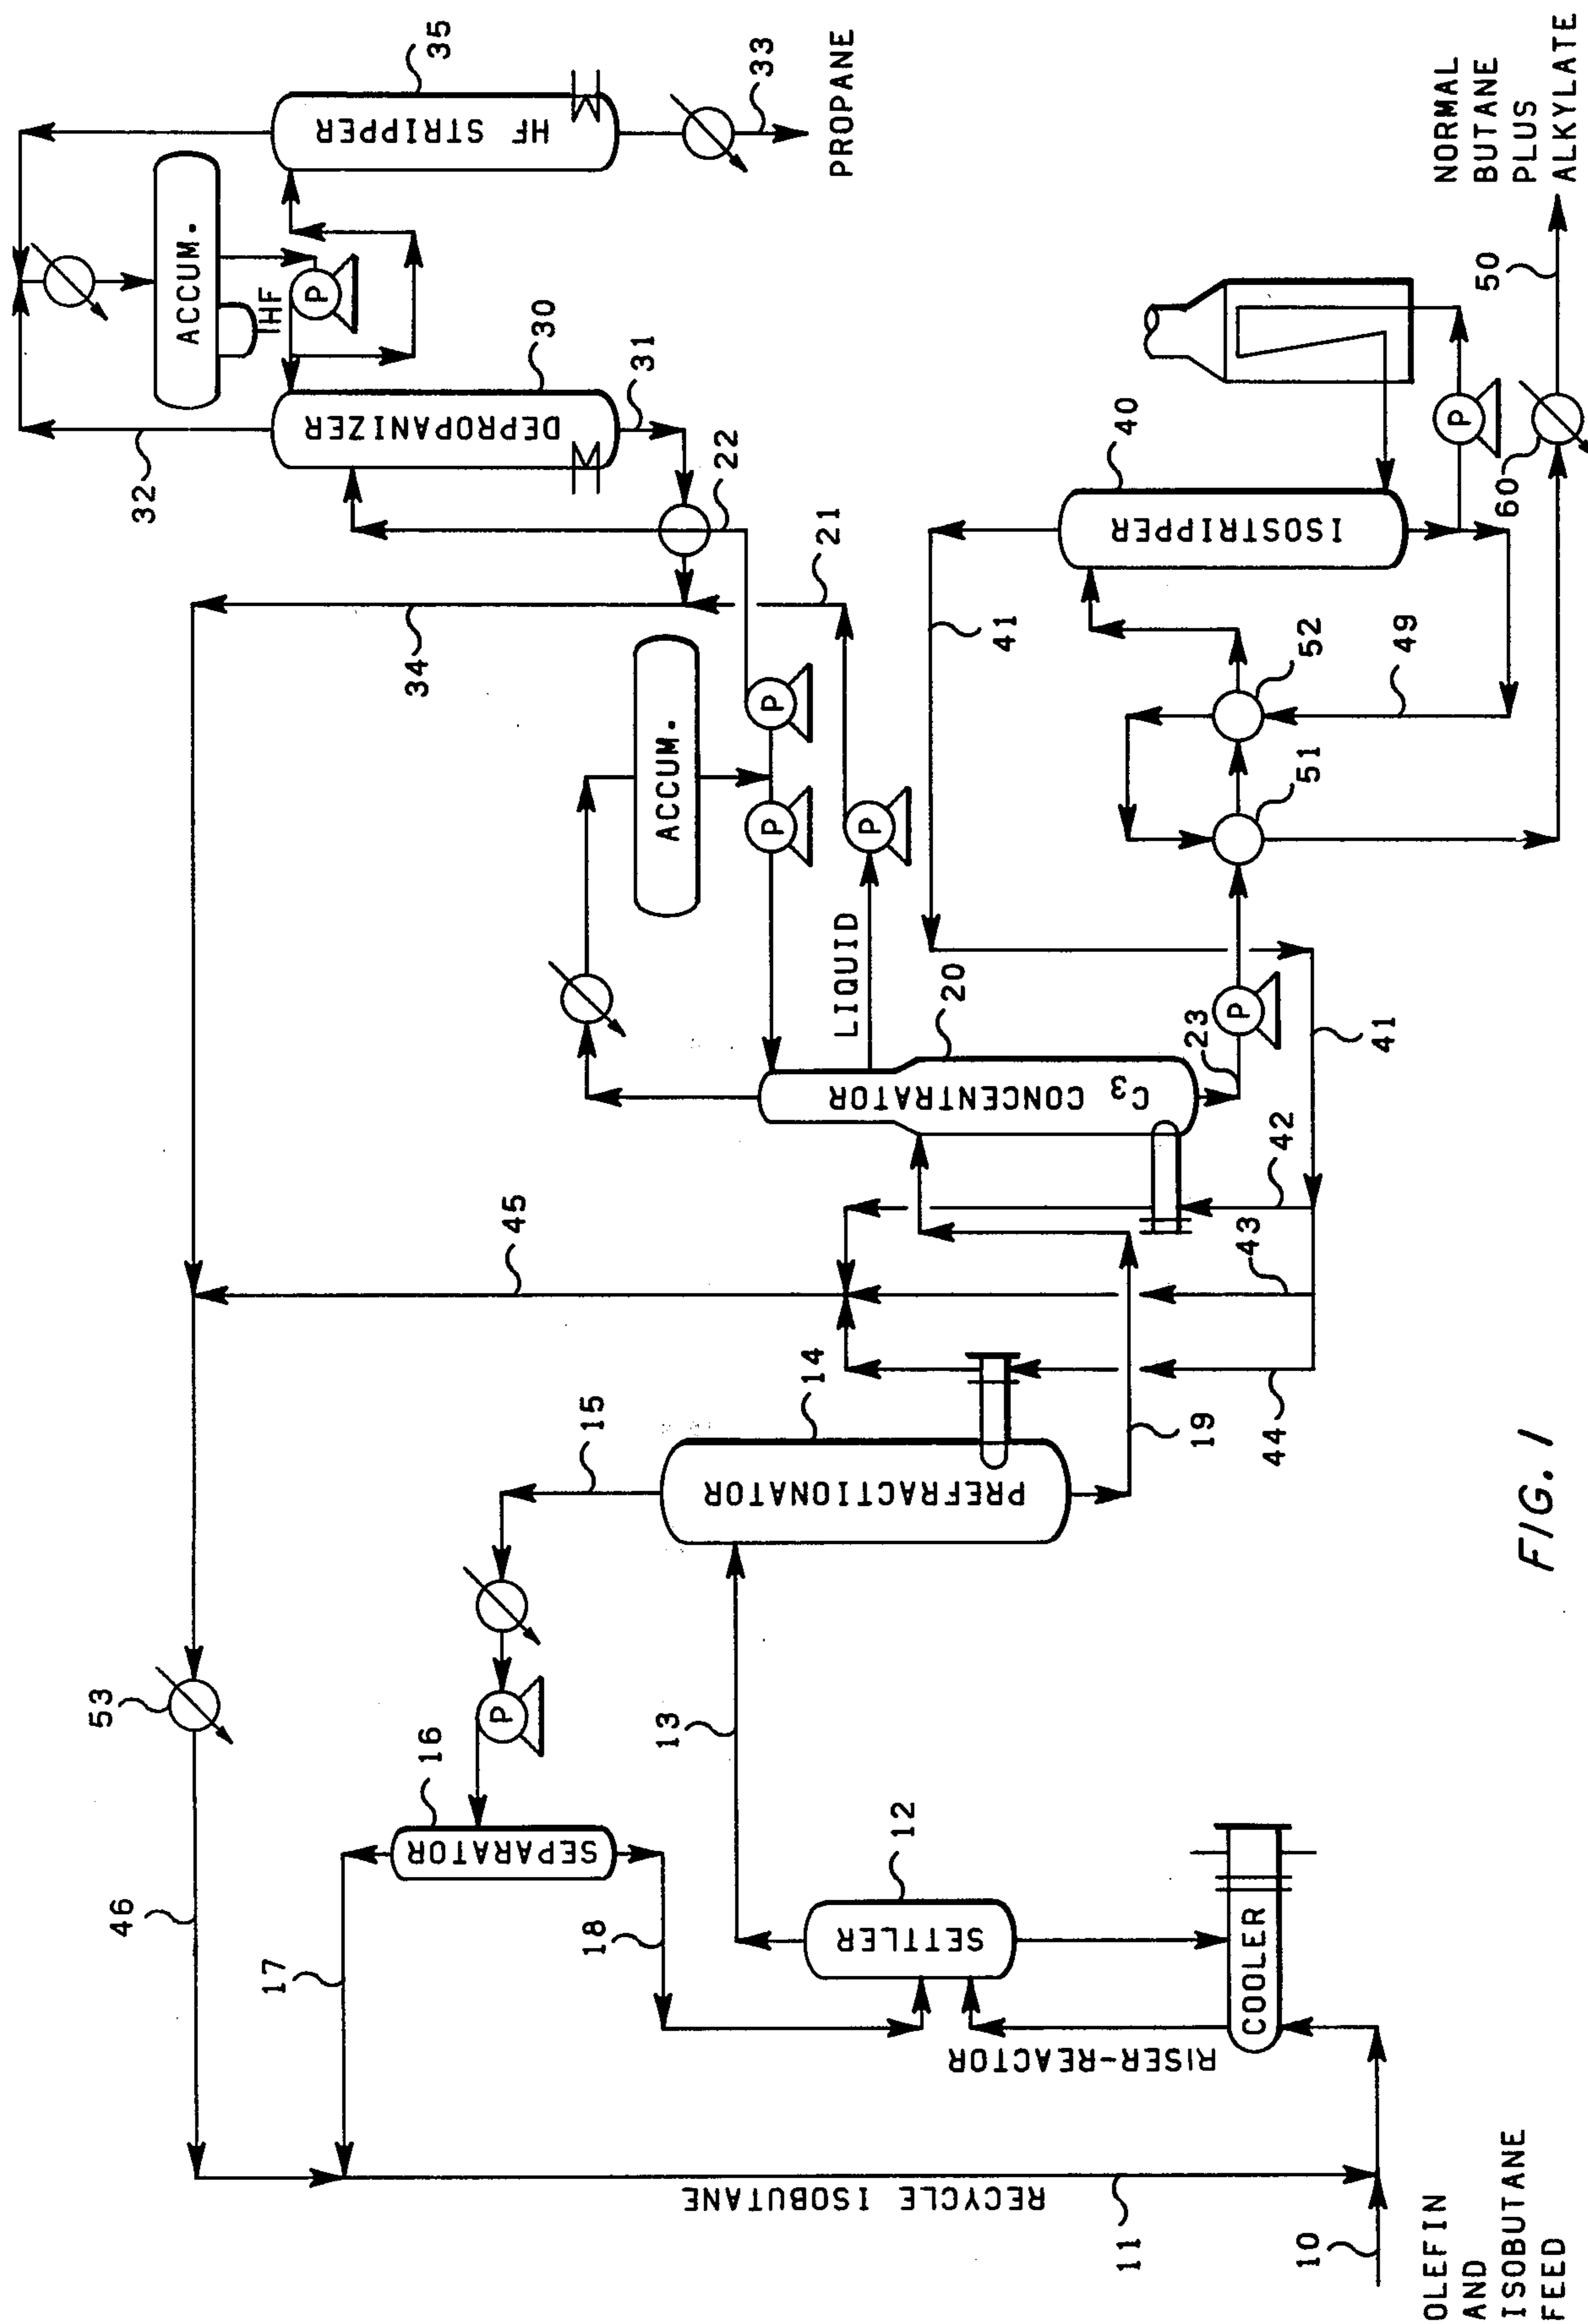 53
46
17
16
SEPARATOR
P
15
18
13
12
SETTLER
COOLER
RISER-REACTOR
RECYCLE ISOBUTANE
11
10
OLEFIN
AND
ISOBUTANE
FEED
14
PREFRACTIONATOR
19
45
44
43
42
41
20
C3 CONCENTRATOR
23
P
LIQUID
P
P
P
ACCUM.
34
21
22
32
31
30
DEPROPANIZER
ACCUM.
HF
P
HF STRIPPER
35
33
PROPANE
41
40
ISOSTRIPPER
P
49
52
51
60
50
NORMAL
BUTANE
PLUS
ALKYLATE
FIG. 1